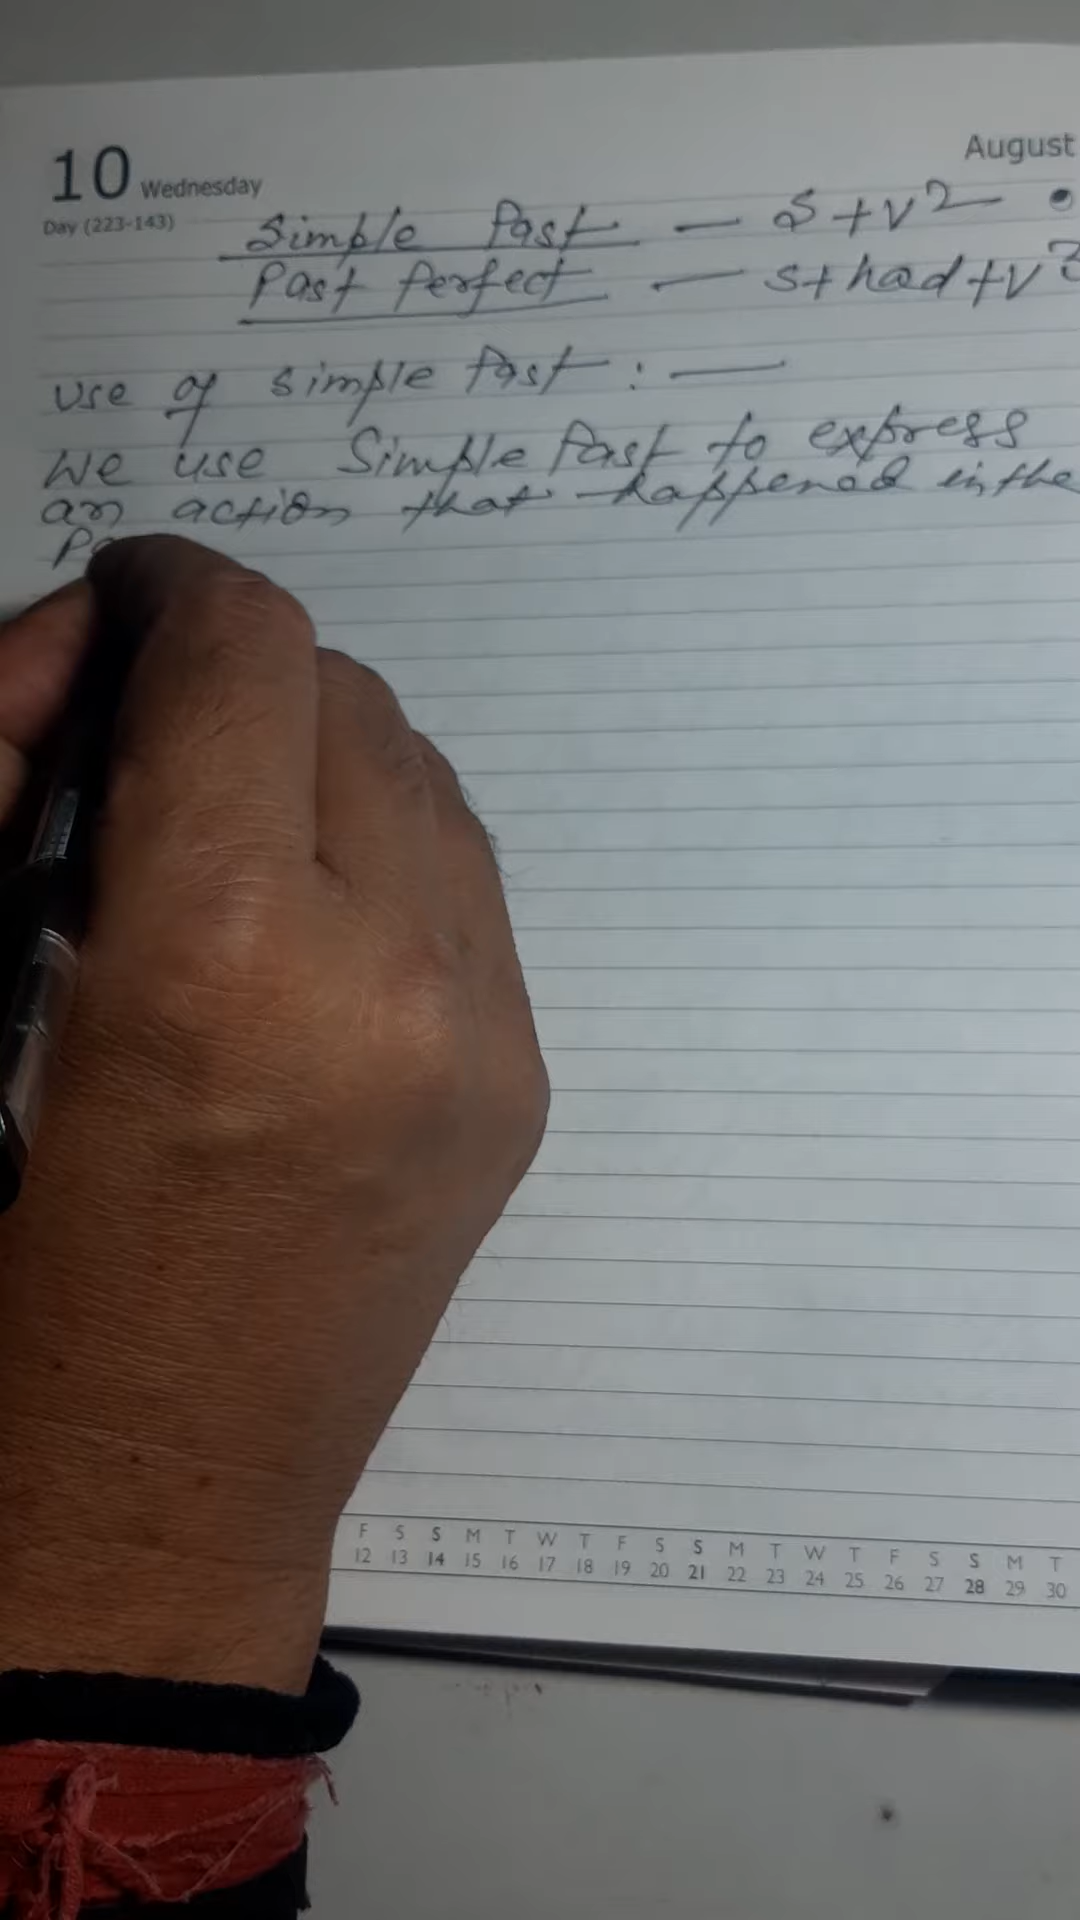 August
10 Wednesday
Day (223-143)
Simple Past — S+V2
Past Perfect — S+had+V3
Use of simple Past : —
We use Simple Past to express
an action that happened in the
F S S M T W T F S S M T W T F S S M T
12 13 14 15 16 17 18 19 20 21 22 23 24 25 26 27 28 29 30